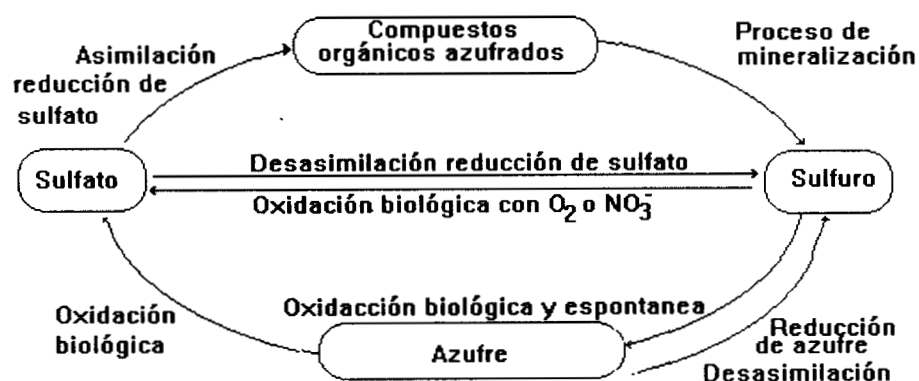 Compuestos
orgánicos azufrados
Asimilación
reducción de
sulfato
Proceso de
mineralización
Desasimilación reducción de sulfato
Sulfato
Sulfuro
Oxidación biológica con O₂ o NO₃⁻
Oxidacción biológica y espontanea
Oxidación
biológica
Azufre
Reducción
de azufre
Desasimilación